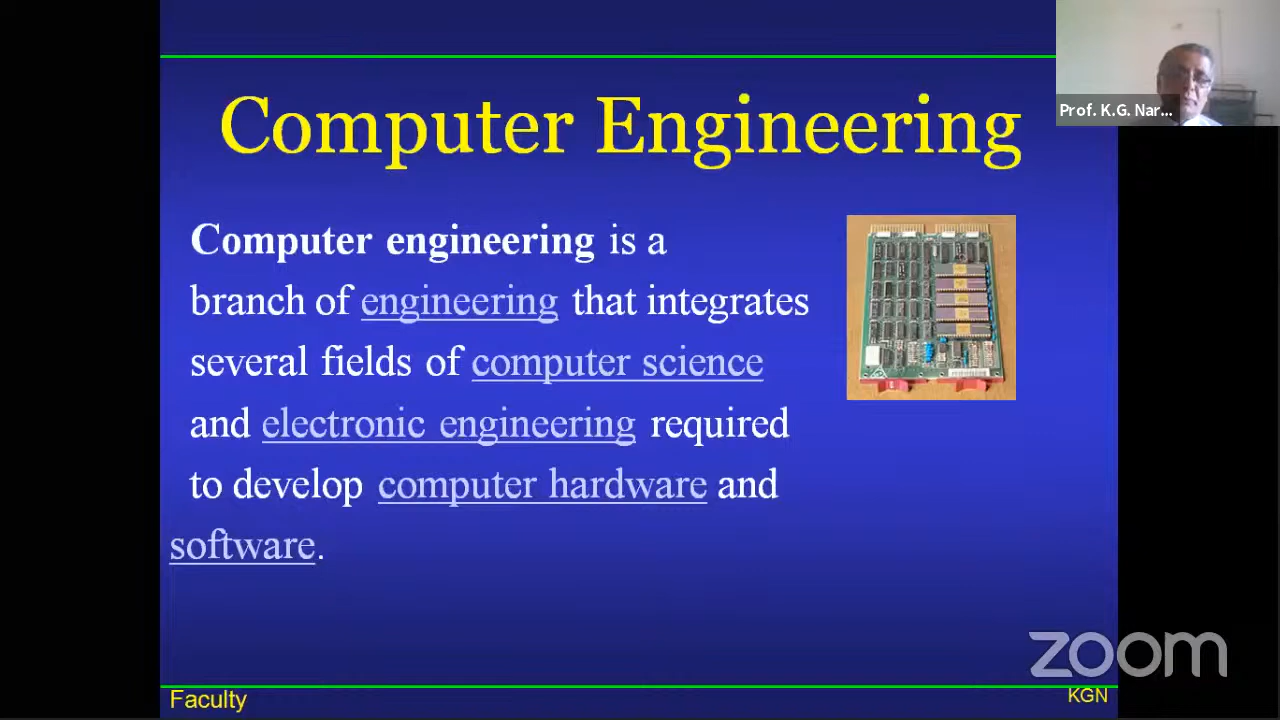 Computer Engineering
Prof. K.G. Nar...
Computer engineering is a
branch of engineering that integrates
several fields of computer science
and electronic engineering required
to develop computer hardware and
software.
zoom
Faculty
KGN